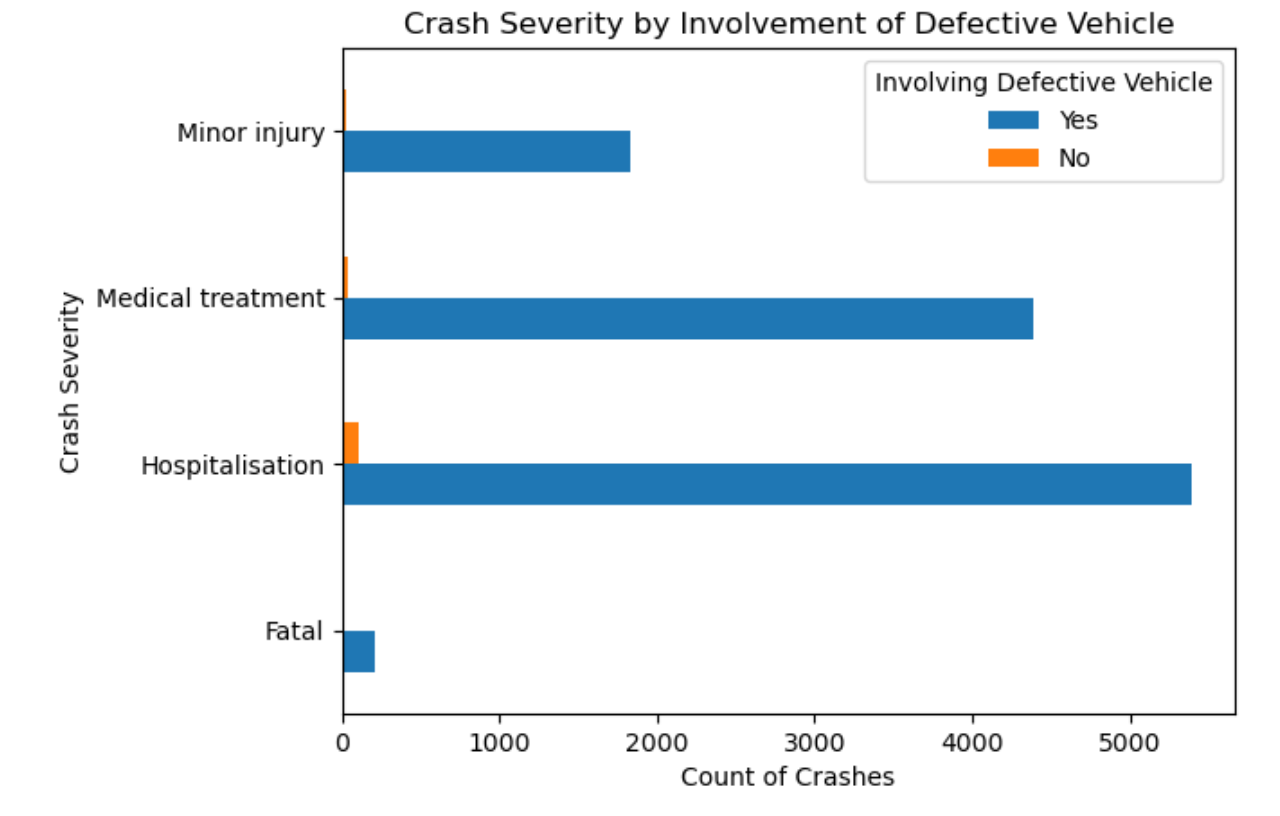 Crash Severity by Involvement of Defective Vehicle
Involving Defective Vehicle
Yes
No
Crash Severity
Minor injury
Medical treatment
Hospitalisation
Fatal
0 1000 2000 3000 4000 5000
Count of Crashes